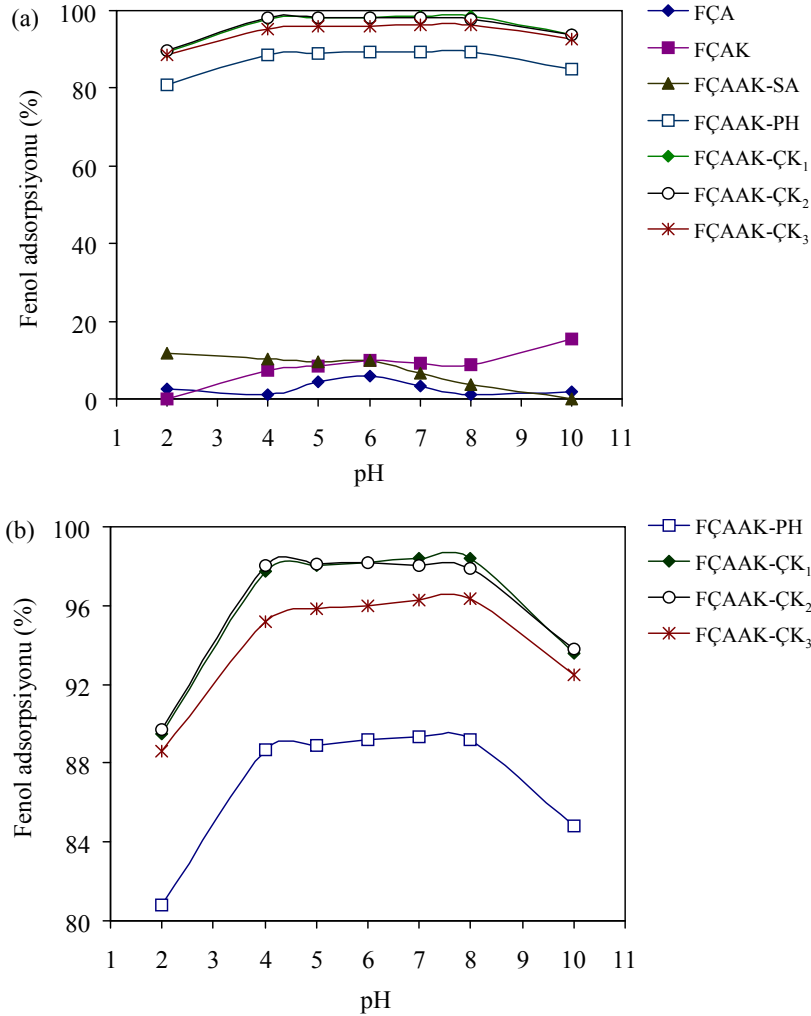 (a)
100
80
60
40
20
0
Fenol adsorpsiyonu (%)
1 2 3 4 5 6 7 8 9 10 11
pH
FÇA
FÇAK
FÇAAK-SA
FÇAAK-PH
FÇAAK-ÇK₁
FÇAAK-ÇK₂
FÇAAK-ÇK₃
(b)
100
96
92
88
84
80
Fenol adsorpsiyonu (%)
1 2 3 4 5 6 7 8 9 10 11
pH
FÇAAK-PH
FÇAAK-ÇK₁
FÇAAK-ÇK₂
FÇAAK-ÇK₃